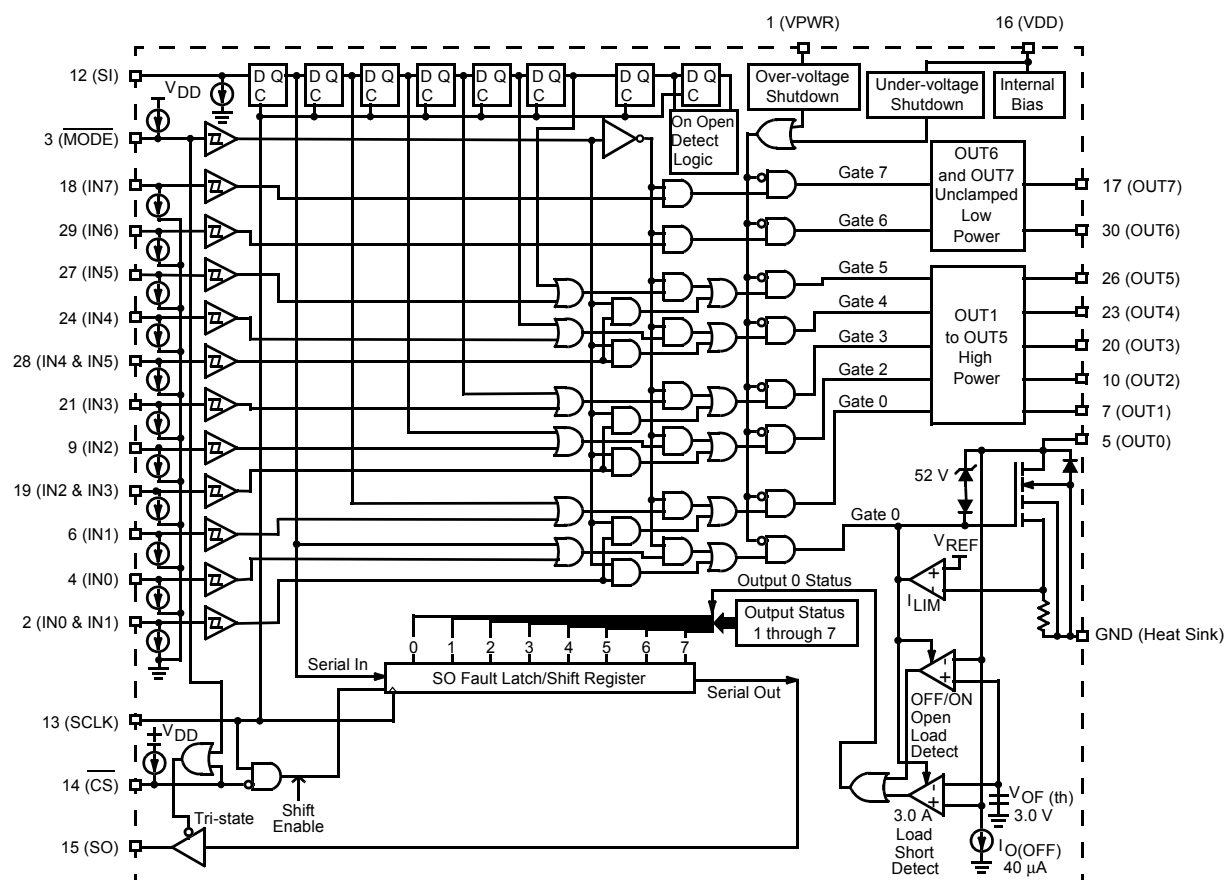 1 (VPWR)
16 (VDD)
12 (SI)
D Q
C
D Q
C
D Q
C
D Q
C
D Q
C
D Q
C
D Q
C
D Q
C
Over-voltage
Shutdown
Under-voltage
Shutdown
Internal
Bias
VDD
3 (MODE)
On Open
Detect
Logic
18 (IN7)
Gate 7
OUT6
and OUT7
Unclamped
Low
Power
17 (OUT7)
29 (IN6)
Gate 6
30 (OUT6)
27 (IN5)
Gate 5
26 (OUT5)
24 (IN4)
Gate 4
OUT1
to OUT5
High
Power
23 (OUT4)
28 (IN4 & IN5)
Gate 3
20 (OUT3)
Gate 2
10 (OUT2)
21 (IN3)
Gate 0
7 (OUT1)
9 (IN2)
5 (OUT0)
52 V
19 (IN2 & IN3)
6 (IN1)
Gate 0
VREF
4 (IN0)
+
-
ILIM
Output 0 Status
2 (IN0 & IN1)
Output Status
1 through 7
GND (Heat Sink)
0 1 2 3 4 5 6 7
Serial In
SO Fault Latch/Shift Register
Serial Out
-
+
OFF/ON
Open
Load
Detect
13 (SCLK)
+VDD
14 (CS)
Shift
Enable
-
+
3.0 A
Load
Short
Detect
VOF (th)
3.0 V
Tri-state
15 (SO)
IO(OFF)
40 μA